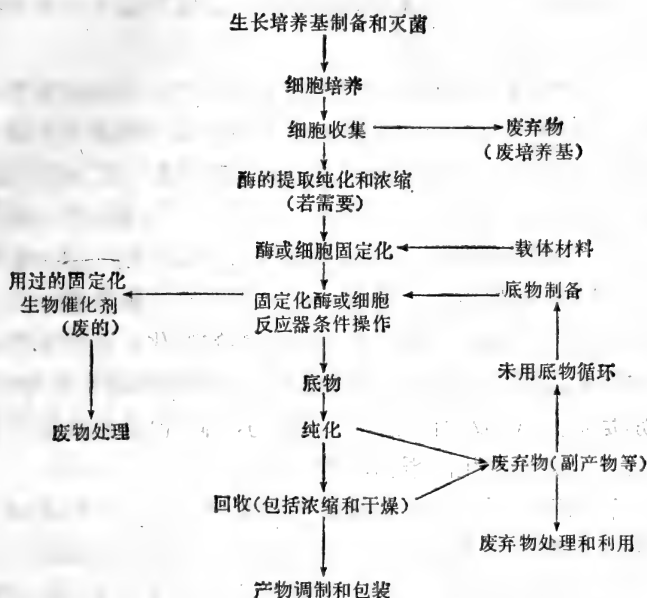 生长培养基制备和灭菌
细胞培养
细胞收集
废弃物
(废培养基)
酶的提取纯化和浓缩
(若需要)
酶或细胞固定化
载体材料
用过的固定化
生物催化剂
(废的)
固定化酶或细胞
反应器条件操作
底物制备
底物
未用底物循环
废物处理
纯化
废弃物(副产物等)
回收(包括浓缩和干燥)
废弃物处理和利用
产物调制和包装